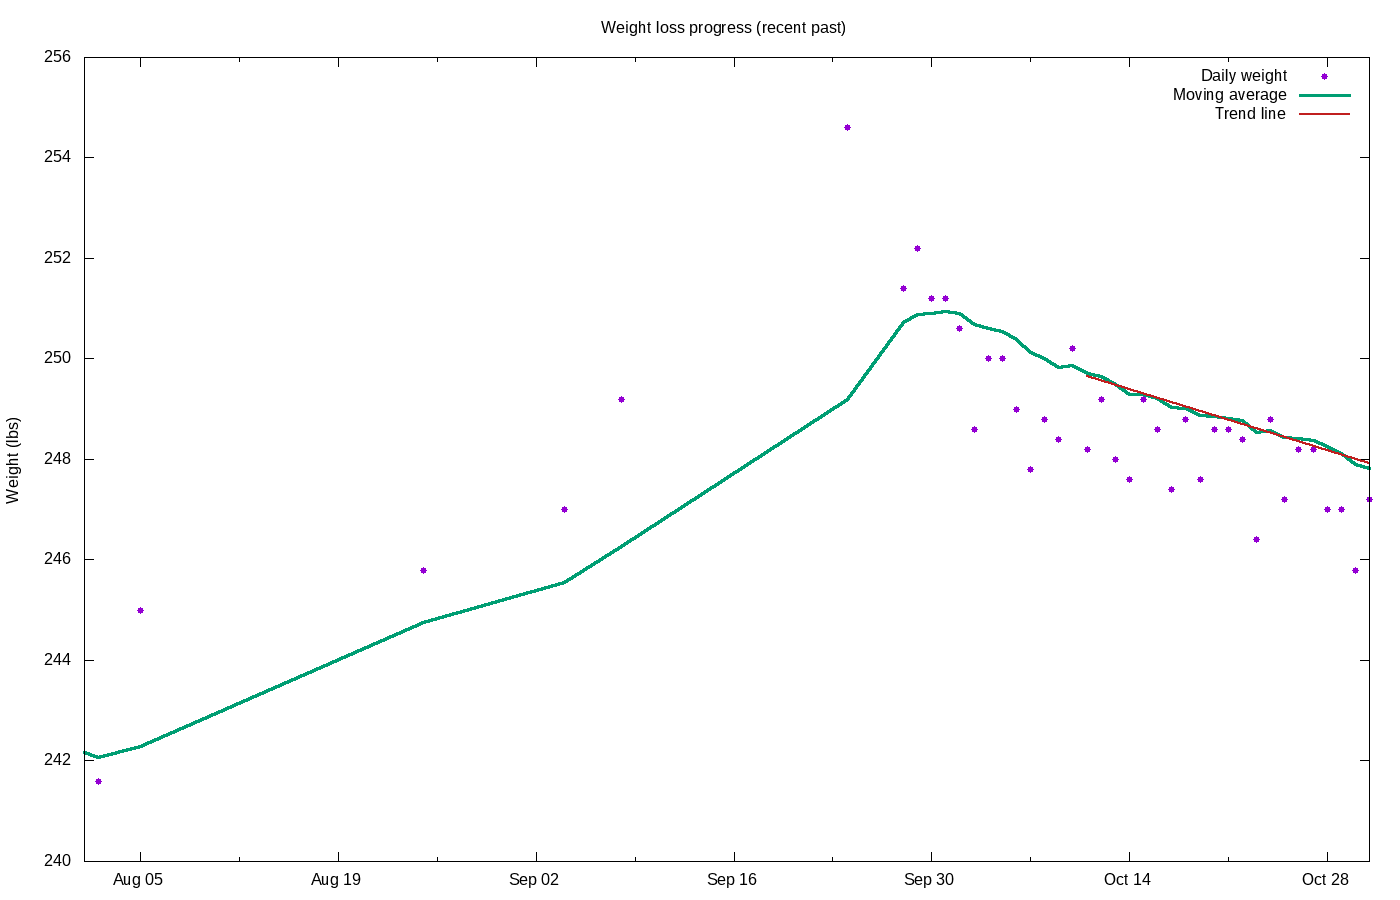 Weight loss progress (recent past)
Daily weight
Moving average
Trend line
Weight (lbs)
256
254
252
250
248
246
244
242
240
Aug 05
Aug 19
Sep 02
Sep 16
Sep 30
Oct 14
Oct 28